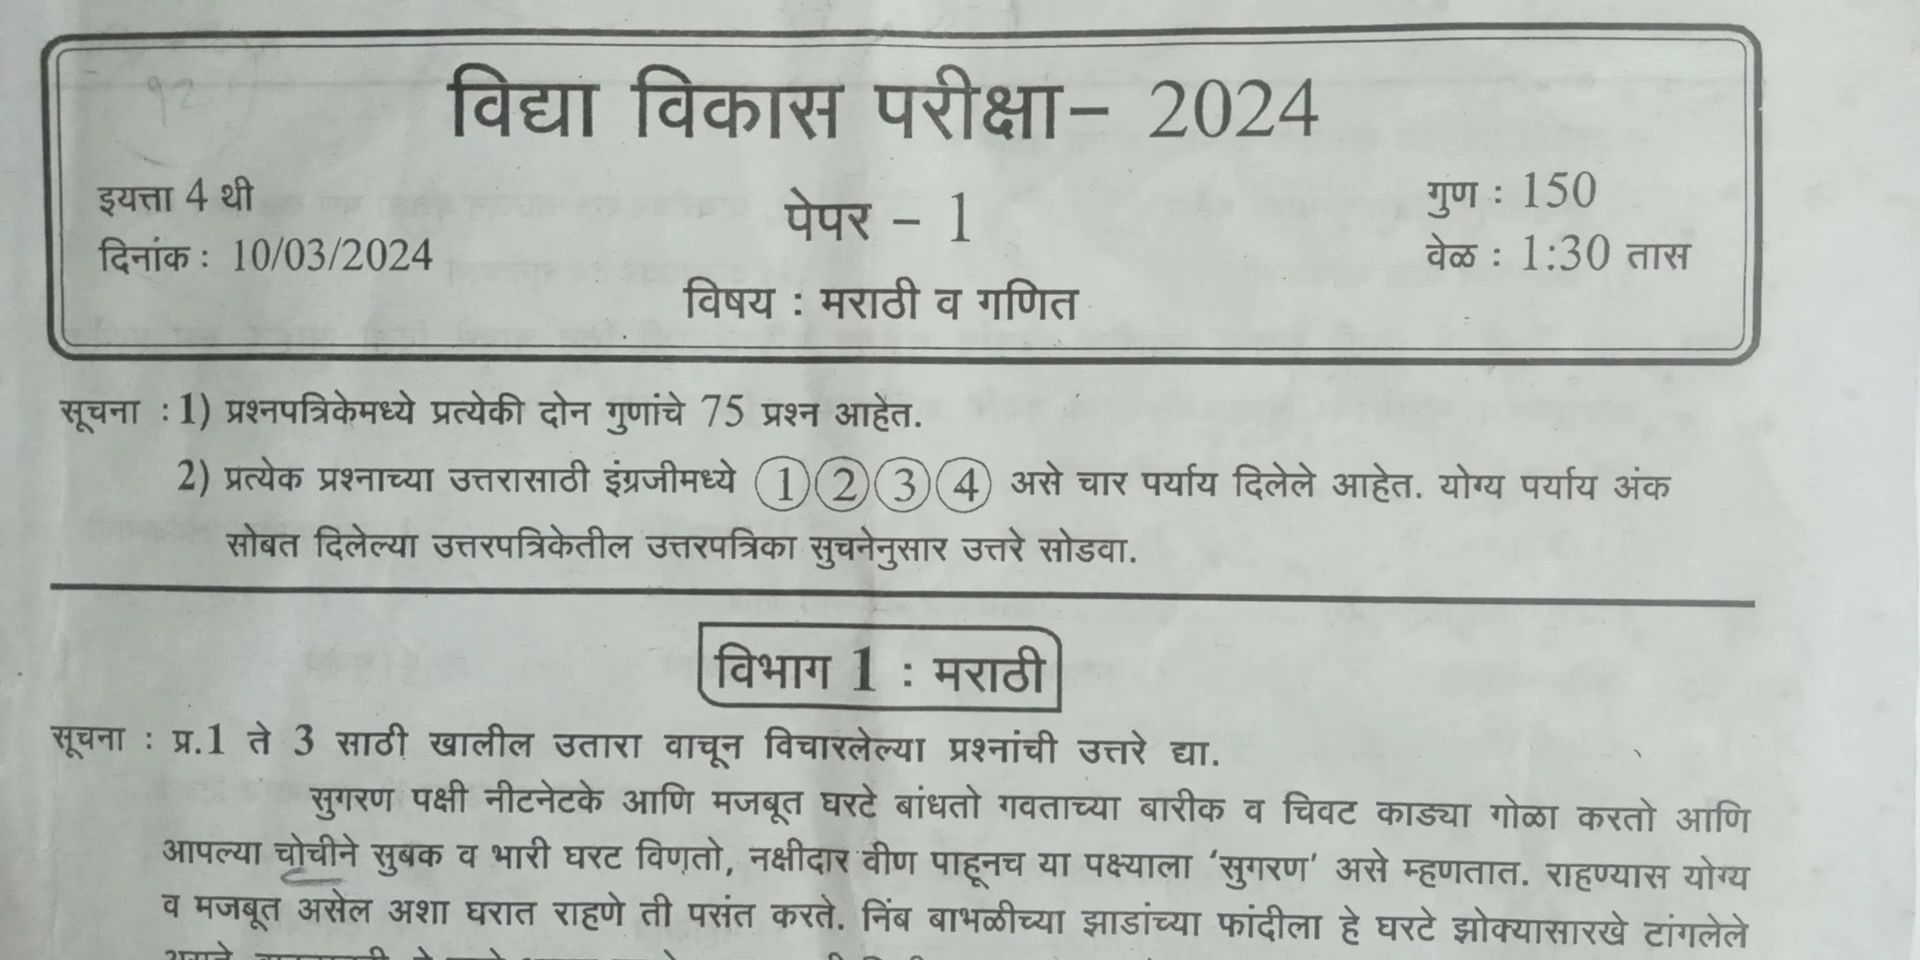 विद्या विकास परीक्षा- 2024
इयत्ता 4 थी
पेपर - 1
गुण : 150
दिनांक : 10/03/2024
वेळ : 1:30 तास
विषय : मराठी व गणित
सूचना : 1) प्रश्नपत्रिकेमध्ये प्रत्येकी दोन गुणांचे 75 प्रश्न आहेत.
2) प्रत्येक प्रश्नाच्या उत्तरासाठी इंग्रजीमध्ये ① ② ③ ④ असे चार पर्याय दिलेले आहेत. योग्य पर्याय अंक
सोबत दिलेल्या उत्तरपत्रिकेतील उत्तरपत्रिका सुचनेनुसार उत्तरे सोडवा.
विभाग 1 : मराठी
सूचना : प्र.1 ते 3 साठी खालील उतारा वाचून विचारलेल्या प्रश्नांची उत्तरे द्या.
सुगरण पक्षी नीटनेटके आणि मजबूत घरटे बांधतो गवताच्या बारीक व चिवट काड्या गोळा करतो आणि
आपल्या चोचीने सुबक व भारी घरट विणतो, नक्षीदार वीण पाहूनच या पक्ष्याला 'सुगरण' असे म्हणतात. राहण्यास योग्य
व मजबूत असेल अशा घरात राहणे ती पसंत करते. निंब बाभळीच्या झाडांच्या फांदीला हे घरटे झोक्यासारखे टांगलेले